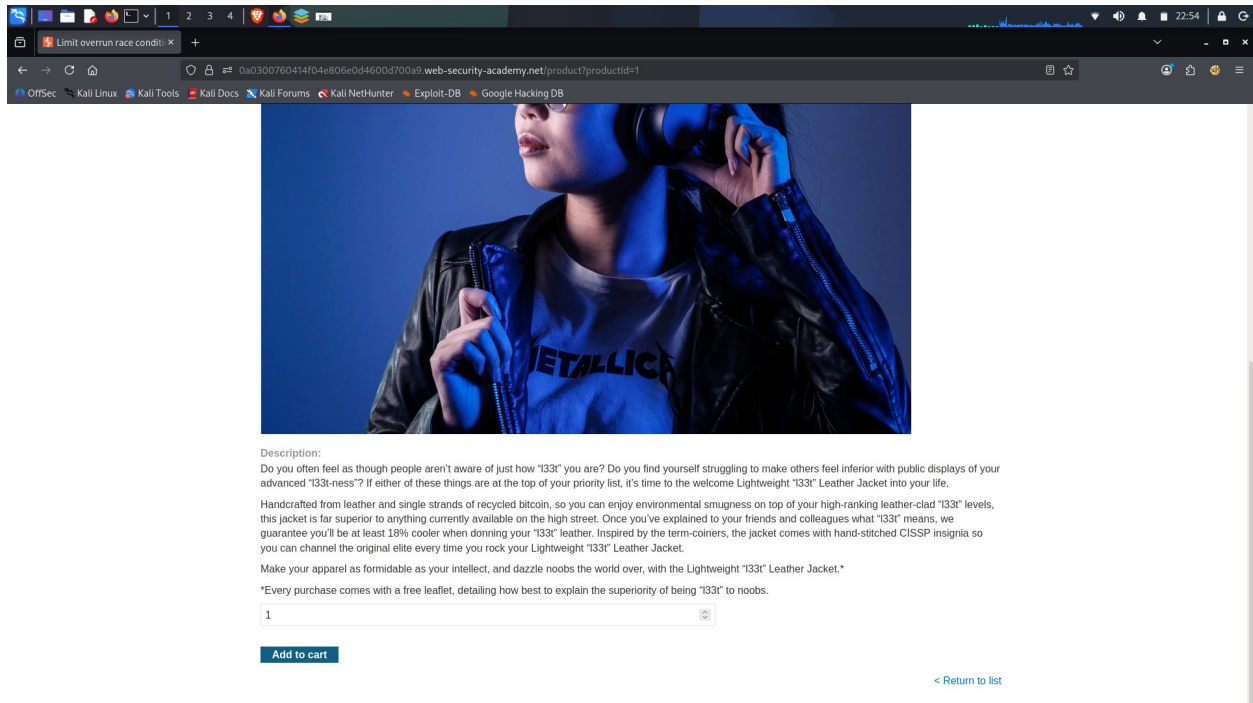 1 2 3 4
22:54
Limit overrun race conditi
0a0300760414f04e806e0d4600d700a9.web-security-academy.net/product?productId=1
OffSec Kali Linux Kali Tools Kali Docs Kali Forums Kali NetHunter Exploit-DB Google Hacking DB
METALLICA
Description:
Do you often feel as though people aren't aware of just how “l33t” you are? Do you find yourself struggling to make others feel inferior with public displays of your
advanced “l33t-ness”? If either of these things are at the top of your priority list, it's time to the welcome Lightweight “l33t” Leather Jacket into your life.
Handcrafted from leather and single strands of recycled bitcoin, so you can enjoy environmental smugness on top of your high-ranking leather-clad “l33t” levels,
this jacket is far superior to anything currently available on the high street. Once you've explained to your friends and colleagues what “l33t” means, we
guarantee you'll be at least 18% cooler when donning your “l33t” leather. Inspired by the term-coiners, the jacket comes with hand-stitched CISSP insignia so
you can channel the original elite every time you rock your Lightweight “l33t” Leather Jacket.
Make your apparel as formidable as your intellect, and dazzle noobs the world over, with the Lightweight “l33t” Leather Jacket.*
*Every purchase comes with a free leaflet, detailing how best to explain the superiority of being “l33t” to noobs.
1
Add to cart
< Return to list